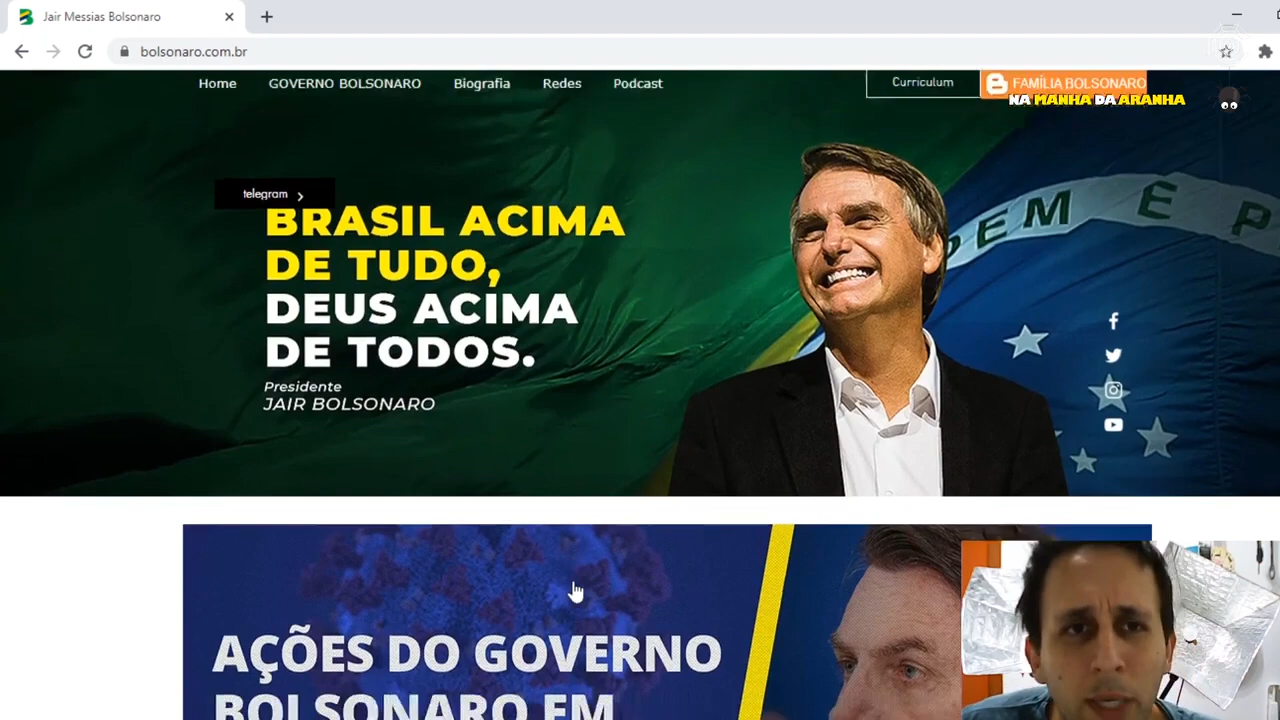 Jair Messias Bolsonaro
bolsonaro.com.br
Home GOVERNO BOLSONARO Biografia Redes Podcast Curriculum FAMÍLIA BOLSONARO
NA MANHA DA ARANHA
telegram
BRASIL ACIMA
DE TUDO,
DEUS ACIMA
DE TODOS.
Presidente
JAIR BOLSONARO
DEM E P
AÇÕES DO GOVERNO
BOLSONARO EM